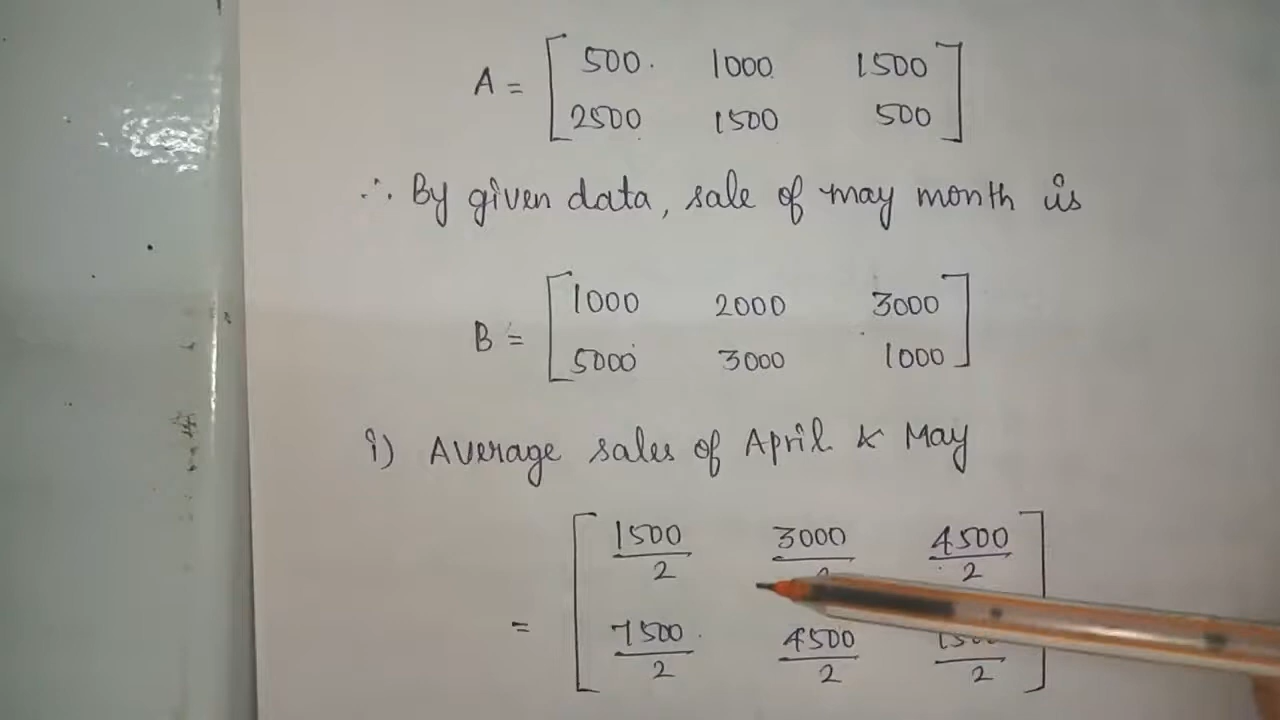 A = [ 500. 1000 1500
2500 1500 500 ]
∴ By given data, sale of may month is
B = [ 1000 2000 3000
5000 3000 1000 ]
i) Average sales of April & May
= [ 1500/2 3000/ 4500/2
7500/2 4500/2 /2 ]